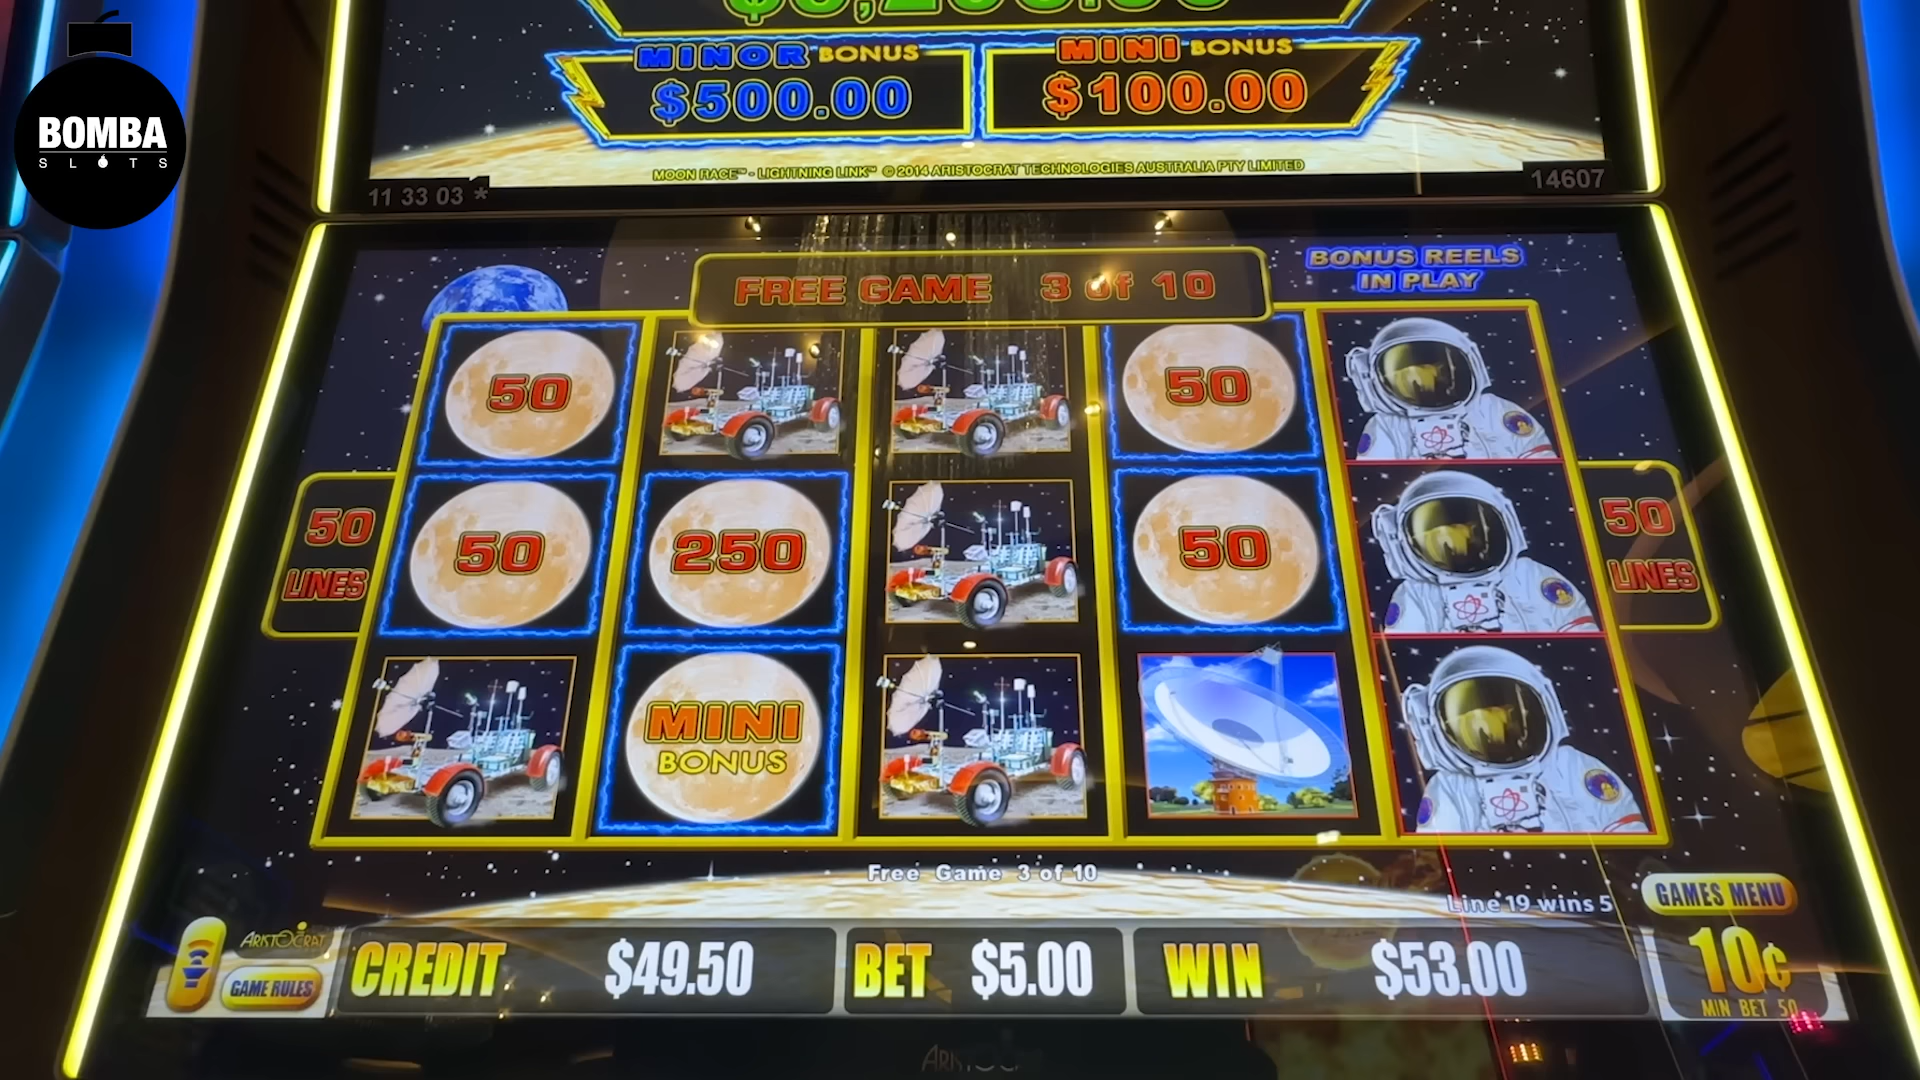 MINOR BONUS
$500.00
MINI BONUS
$100.00
BOMBA
SLOTS
MOON RACE™ - LIGHTNING LINK™ © 2014 ARISTOCRAT TECHNOLOGIES AUSTRALIA PTY LIMITED
11 33 03 *
14607
FREE GAME 3 of 10
BONUS REELS
IN PLAY
50
50
50
LINES
50
250
50
50
LINES
MINI
BONUS
Free Game 3 of 10
Line 19 wins 5
GAMES MENU
ARISTOCRAT
GAME RULES
CREDIT $49.50
BET $5.00
WIN $53.00
10¢
MIN BET 50